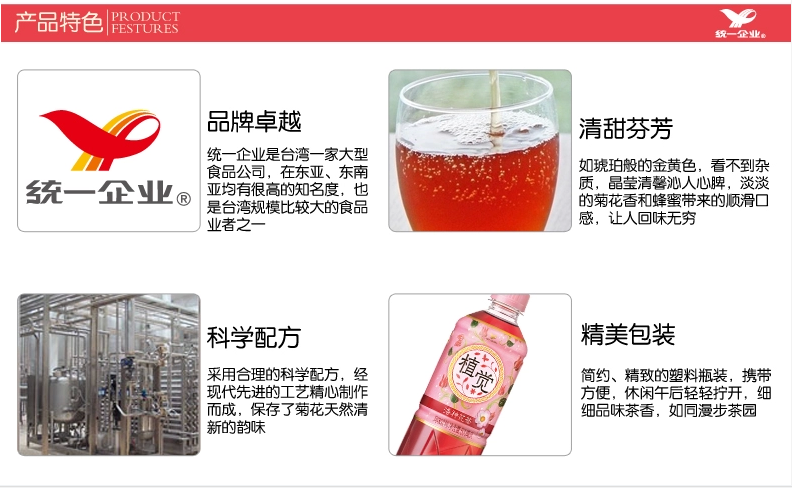 产品特色
PRODUCT
FESTURES
统一企业®
统一企业®
品牌卓越
统一企业是台湾一家大型
食品公司，在东亚、东南
亚均有很高的知名度，也
是台湾规模比较大的食品
业者之一
清甜芬芳
如琥珀般的金黄色，看不到杂
质，晶莹清馨沁人心脾，淡淡
的菊花香和蜂蜜带来的顺滑口
感，让人回味无穷
科学配方
采用合理的科学配方，经
现代先进的工艺精心制作
而成，保存了菊花天然清
新的韵味
植觉
洛神花茶
精美包装
简约、精致的塑料瓶装，携带
方便，休闲午后轻轻拧开，细
细品味茶香，如同漫步茶园